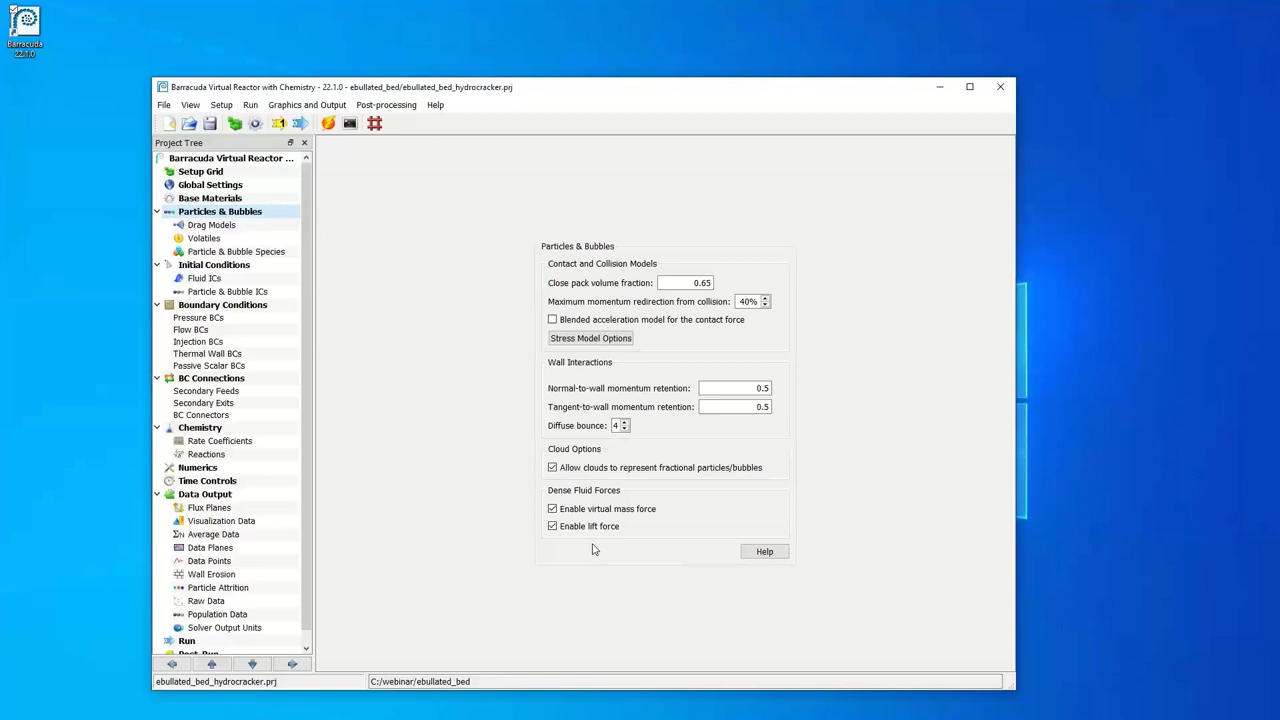 Barracuda
22.1.0
Barracuda Virtual Reactor with Chemistry - 22.1.0 - ebullated_bed/ebullated_bed_hydrocracker.prj
File View Setup Run Graphics and Output Post-processing Help
Project Tree
Barracuda Virtual Reactor ...
Setup Grid
Global Settings
Base Materials
Particles & Bubbles
Drag Models
Volatiles
Particle & Bubble Species
Initial Conditions
Fluid ICs
Particle & Bubble ICs
Boundary Conditions
Pressure BCs
Flow BCs
Injection BCs
Thermal Wall BCs
Passive Scalar BCs
BC Connections
Secondary Feeds
Secondary Exits
BC Connectors
Chemistry
Rate Coefficients
Reactions
Numerics
Time Controls
Data Output
Flux Planes
Visualization Data
Average Data
Data Planes
Data Points
Wall Erosion
Particle Attrition
Raw Data
Population Data
Solver Output Units
Run
Post-Run
Particles & Bubbles
Contact and Collision Models
Close pack volume fraction: 0.65
Maximum momentum redirection from collision: 40%
Blended acceleration model for the contact force
Stress Model Options
Wall Interactions
Normal-to-wall momentum retention: 0.5
Tangent-to-wall momentum retention: 0.5
Diffuse bounce: 4
Cloud Options
Allow clouds to represent fractional particles/bubbles
Dense Fluid Forces
Enable virtual mass force
Enable lift force
Help
ebullated_bed_hydrocracker.prj
C:/webinar/ebullated_bed